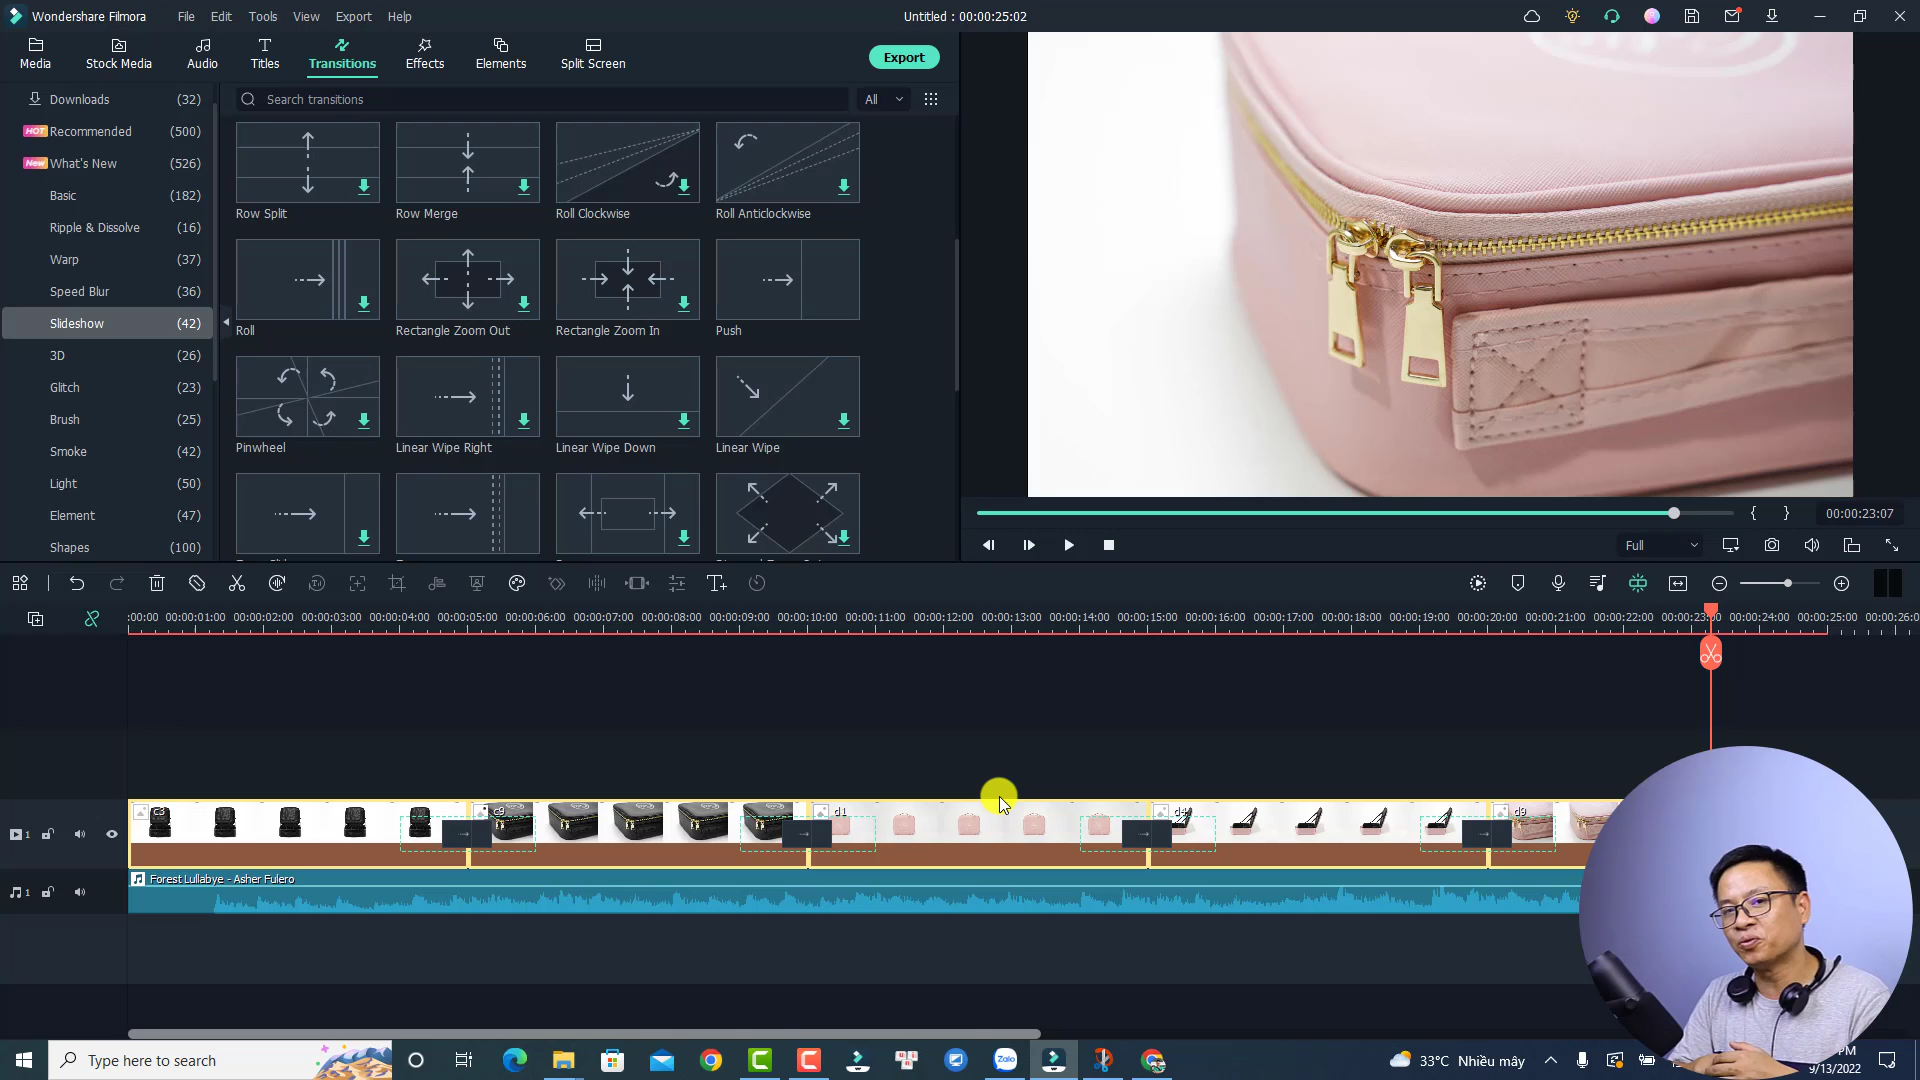 Wondershare Filmora
File Edit Tools View Export Help
Untitled : 00:00:25:02
Media Stock Media Audio Titles Transitions Effects Elements Split Screen
Export
Downloads (32)
HOT Recommended (500)
New What's New (526)
Basic (182)
Ripple & Dissolve (16)
Warp (37)
Speed Blur (36)
Slideshow (42)
3D (26)
Glitch (23)
Brush (25)
Smoke (42)
Light (50)
Element (47)
Shapes (100)
Search transitions
All
Row Split Row Merge Roll Clockwise Roll Anticlockwise
Roll Rectangle Zoom Out Rectangle Zoom In Push
Pinwheel Linear Wipe Right Linear Wipe Down Linear Wipe
{ } 00:00:23:07
Full
:00:00 00:00:01:00 00:00:02:00 00:00:03:00 00:00:04:00 00:00:05:00 00:00:06:00 00:00:07:00 00:00:08:00 00:00:09:00 00:00:10:00 00:00:11:00 00:00:12:00 00:00:13:00 00:00:14:00 00:00:15:00 00:00:16:00 00:00:17:00 00:00:18:00 00:00:19:00 00:00:20:00 00:00:21:00 00:00:22:00 00:00:23:00 00:00:24:00 00:00:25:00 00:00:26:0
c3 c9 d1 d4 d9
1
1
Forest Lullabye - Asher Fulero
Type here to search
Zalo
33°C Nhiều mây
PM
9/13/2022